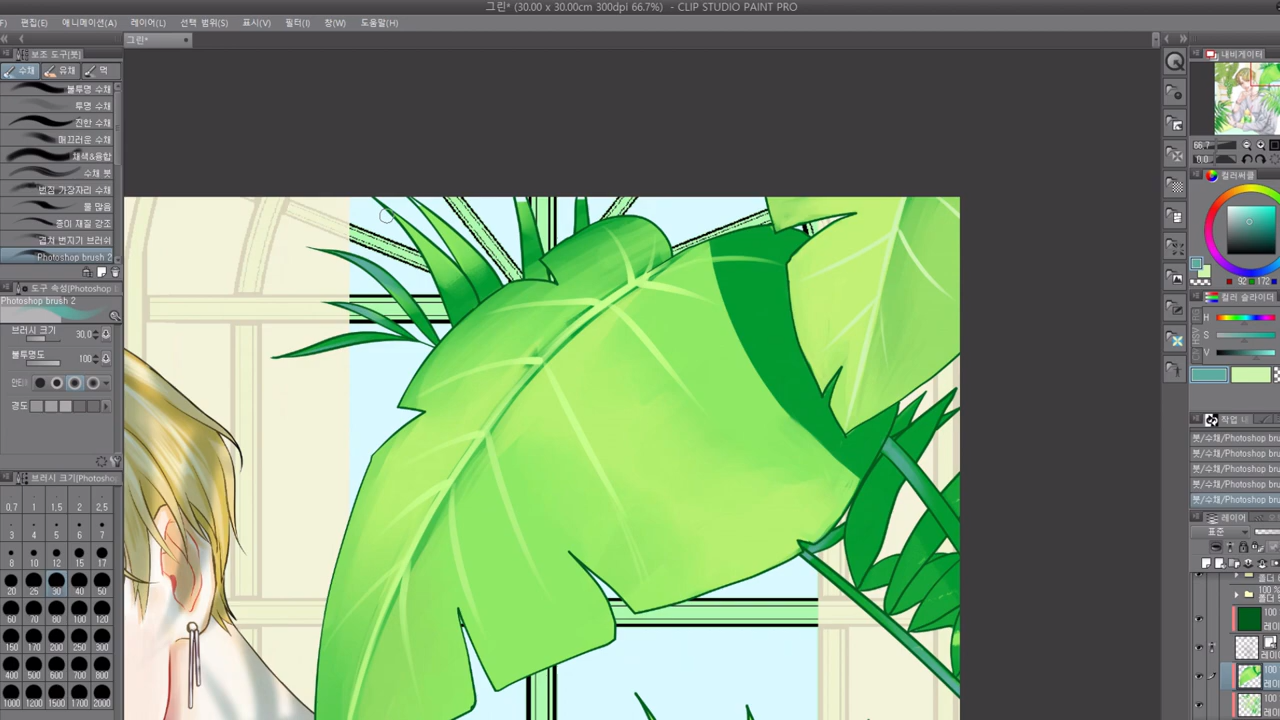 그린* (30.00 x 30.00cm 300dpi 66.7%) - CLIP STUDIO PAINT PRO
편집(E) 애니메이션(A) 레이어(L) 선택 범위(S) 표시(V) 필터(I) 창(W) 도움말(H)
그린*
보조 도구(붓)
수채 유채 먹
불투명 수채
투명 수채
진한 수채
매끄러운 수채
채색&융합
수채 붓
번짐 가장자리 수채
물 많음
종이 재질 강조
겹쳐 번지기 브러쉬
Photoshop brush 2
도구 속성(Photoshop
Photoshop brush 2
브러시 크기 30.0
불투명도 100
경도
브러시 크기(Photosho
0.7 1 1.5 2 2.5
3 4 5 6 7
8 10 12 15 17
20 25 30 40 50
60 70 80 100 120
150 170 200 250 300
400 500 600 700 800
1000 1200 1500 1700 2000
내비게이터
66.7
0.0
컬러써클
92 172
컬러 슬라이더
H
S
V
HSV
작업
붓/수채/Photoshop bru
붓/수채/Photoshop bru
붓/수채/Photoshop bru
붓/수채/Photoshop bru
붓/수채/Photoshop bru
레이어
표준
100 %
폴더
100
100
100